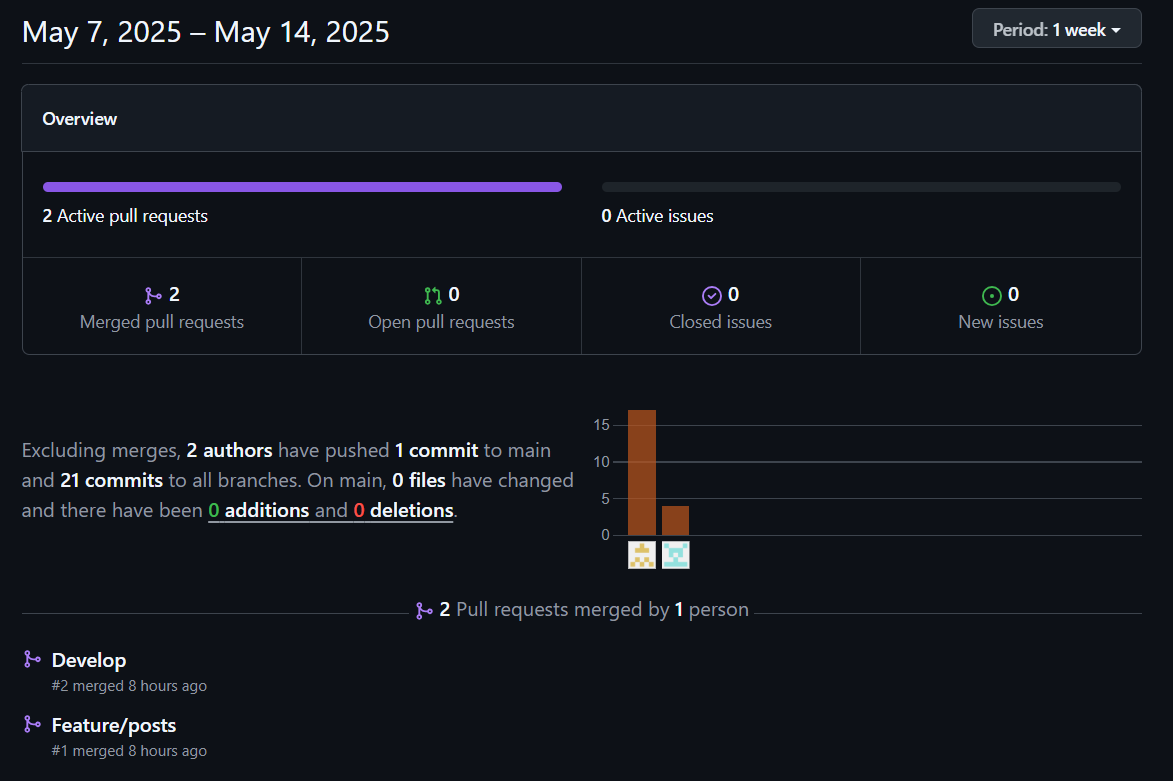 May 7, 2025 – May 14, 2025
Period: 1 week
Overview
2 Active pull requests
0 Active issues
2
Merged pull requests
0
Open pull requests
0
Closed issues
0
New issues
Excluding merges, 2 authors have pushed 1 commit to main
and 21 commits to all branches. On main, 0 files have changed
and there have been 0 additions and 0 deletions.
15
10
5
0
2 Pull requests merged by 1 person
Develop
#2 merged 8 hours ago
Feature/posts
#1 merged 8 hours ago